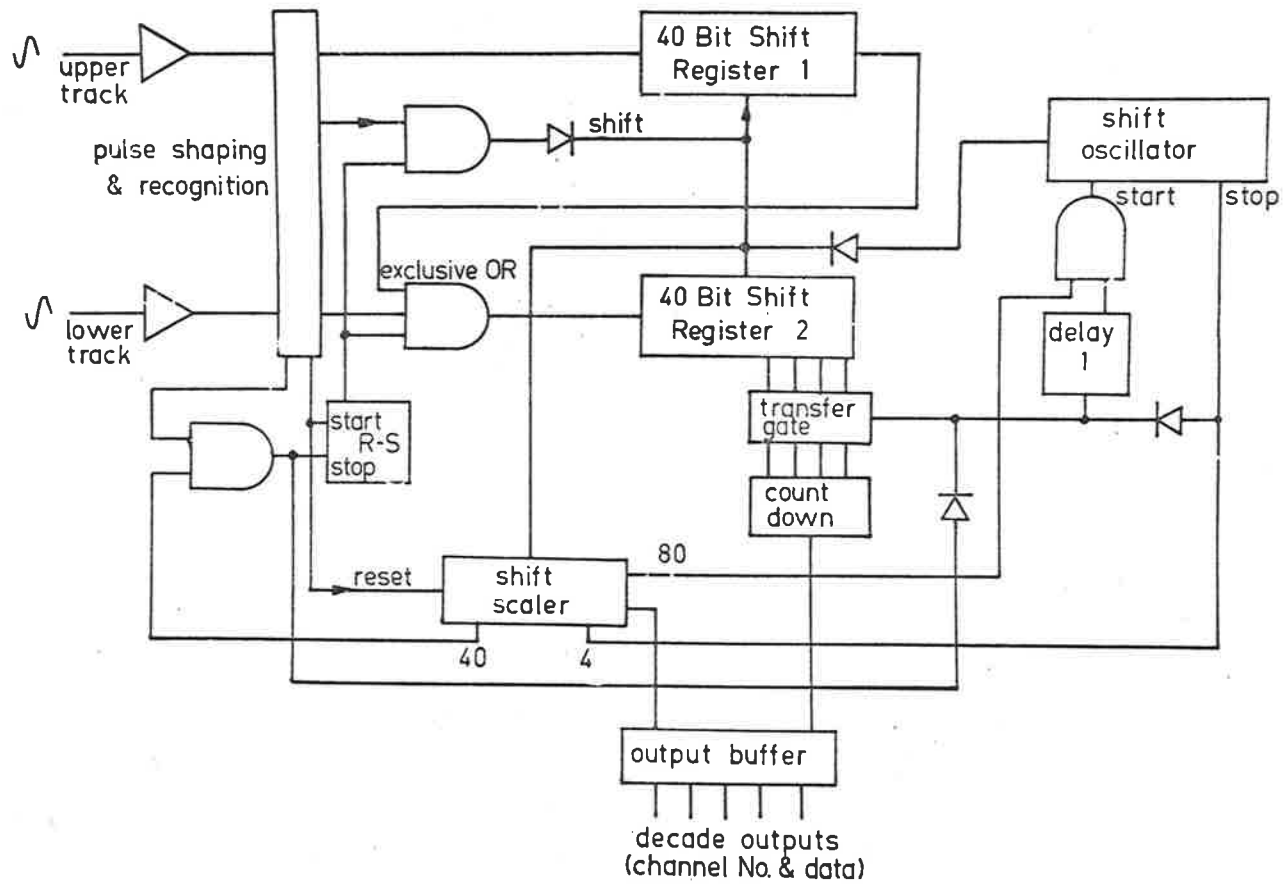 upper
track
40 Bit Shift
Register 1
shift
oscillator
start
stop
pulse shaping
& recognition
shift
exclusive OR
lower
track
40 Bit Shift
Register 2
delay
1
start
R-S
stop
transfer
gate
count
down
reset
shift
scaler
80
40
4
output buffer
decade outputs
(channel No. & data)